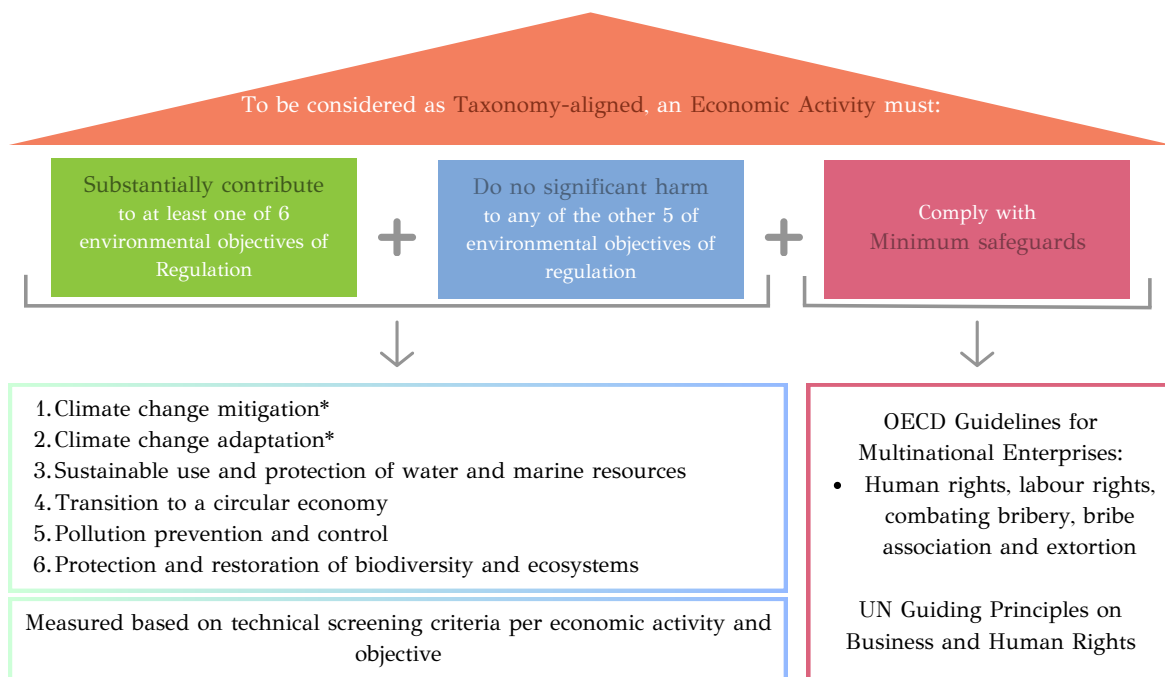 To be considered as Taxonomy-aligned, an Economic Activity must:
Substantially contribute
to at least one of 6
environmental objectives of
Regulation
+
Do no significant harm
to any of the other 5 of
environmental objectives of
regulation
+
Comply with
Minimum safeguards
1. Climate change mitigation*
2. Climate change adaptation*
3. Sustainable use and protection of water and marine resources
4. Transition to a circular economy
5. Pollution prevention and control
6. Protection and restoration of biodiversity and ecosystems
Measured based on technical screening criteria per economic activity and
objective
OECD Guidelines for
Multinational Enterprises:
• Human rights, labour rights,
combating bribery, bribe
association and extortion
UN Guiding Principles on
Business and Human Rights